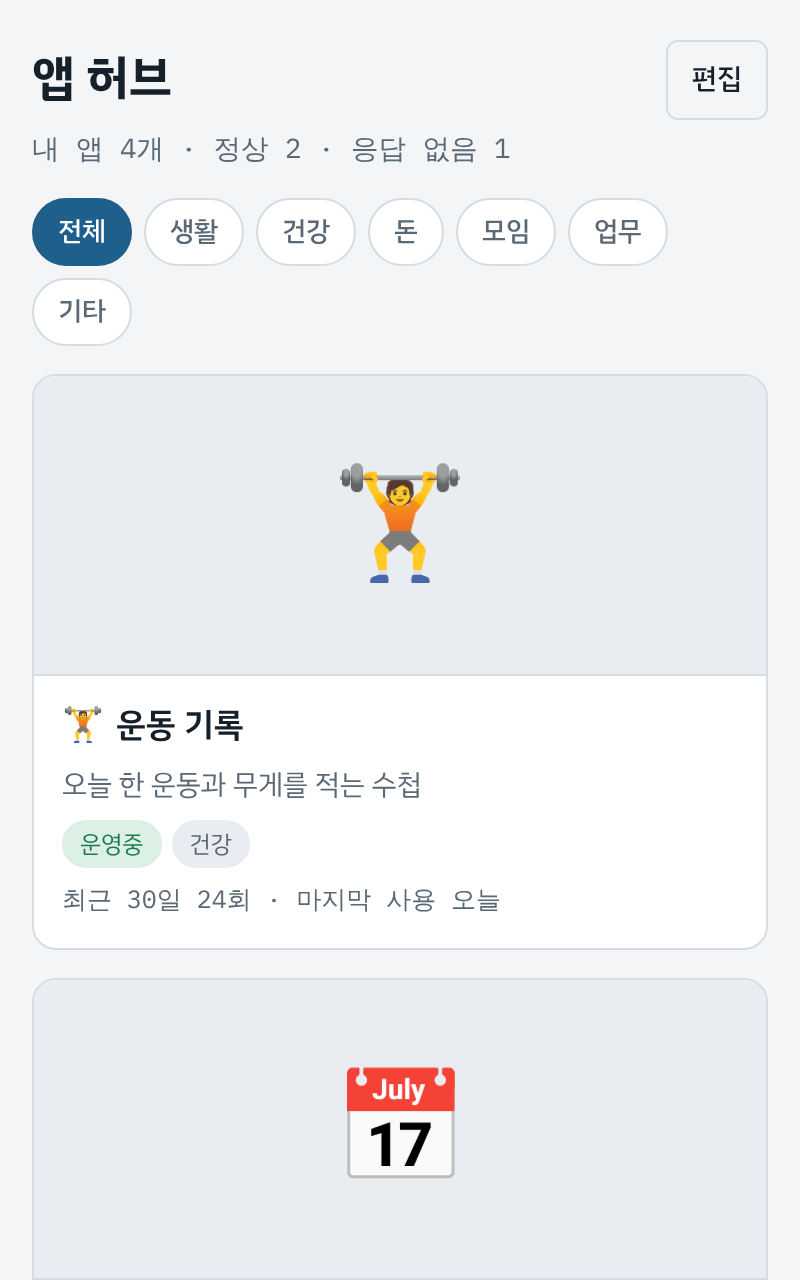 앱 허브
편집
내 앱 4개 · 정상 2 · 응답 없음 1
전체 생활 건강 돈 모임 업무
기타
운동 기록
오늘 한 운동과 무게를 적는 수첩
운영중 건강
최근 30일 24회 · 마지막 사용 오늘
July
17